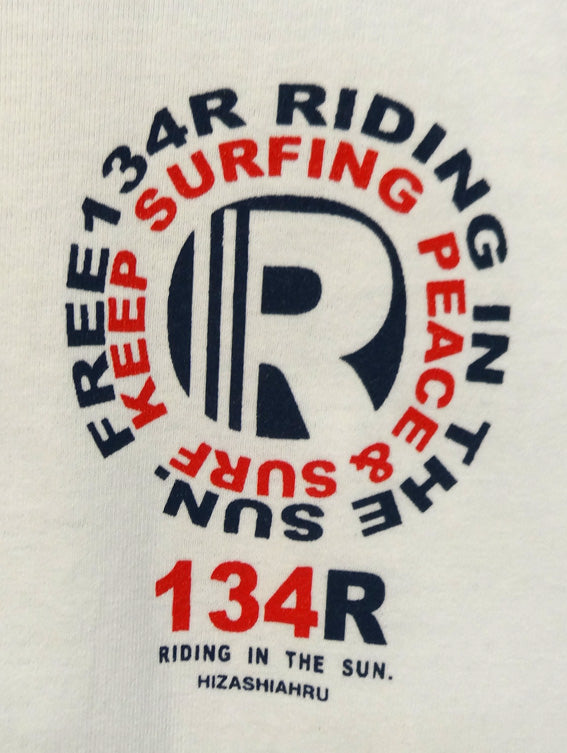 FREE134R RIDING IN THE SUN.
KEEP SURFING PEACE & SURF
R
134R
RIDING IN THE SUN.
HIZASHIAHRU